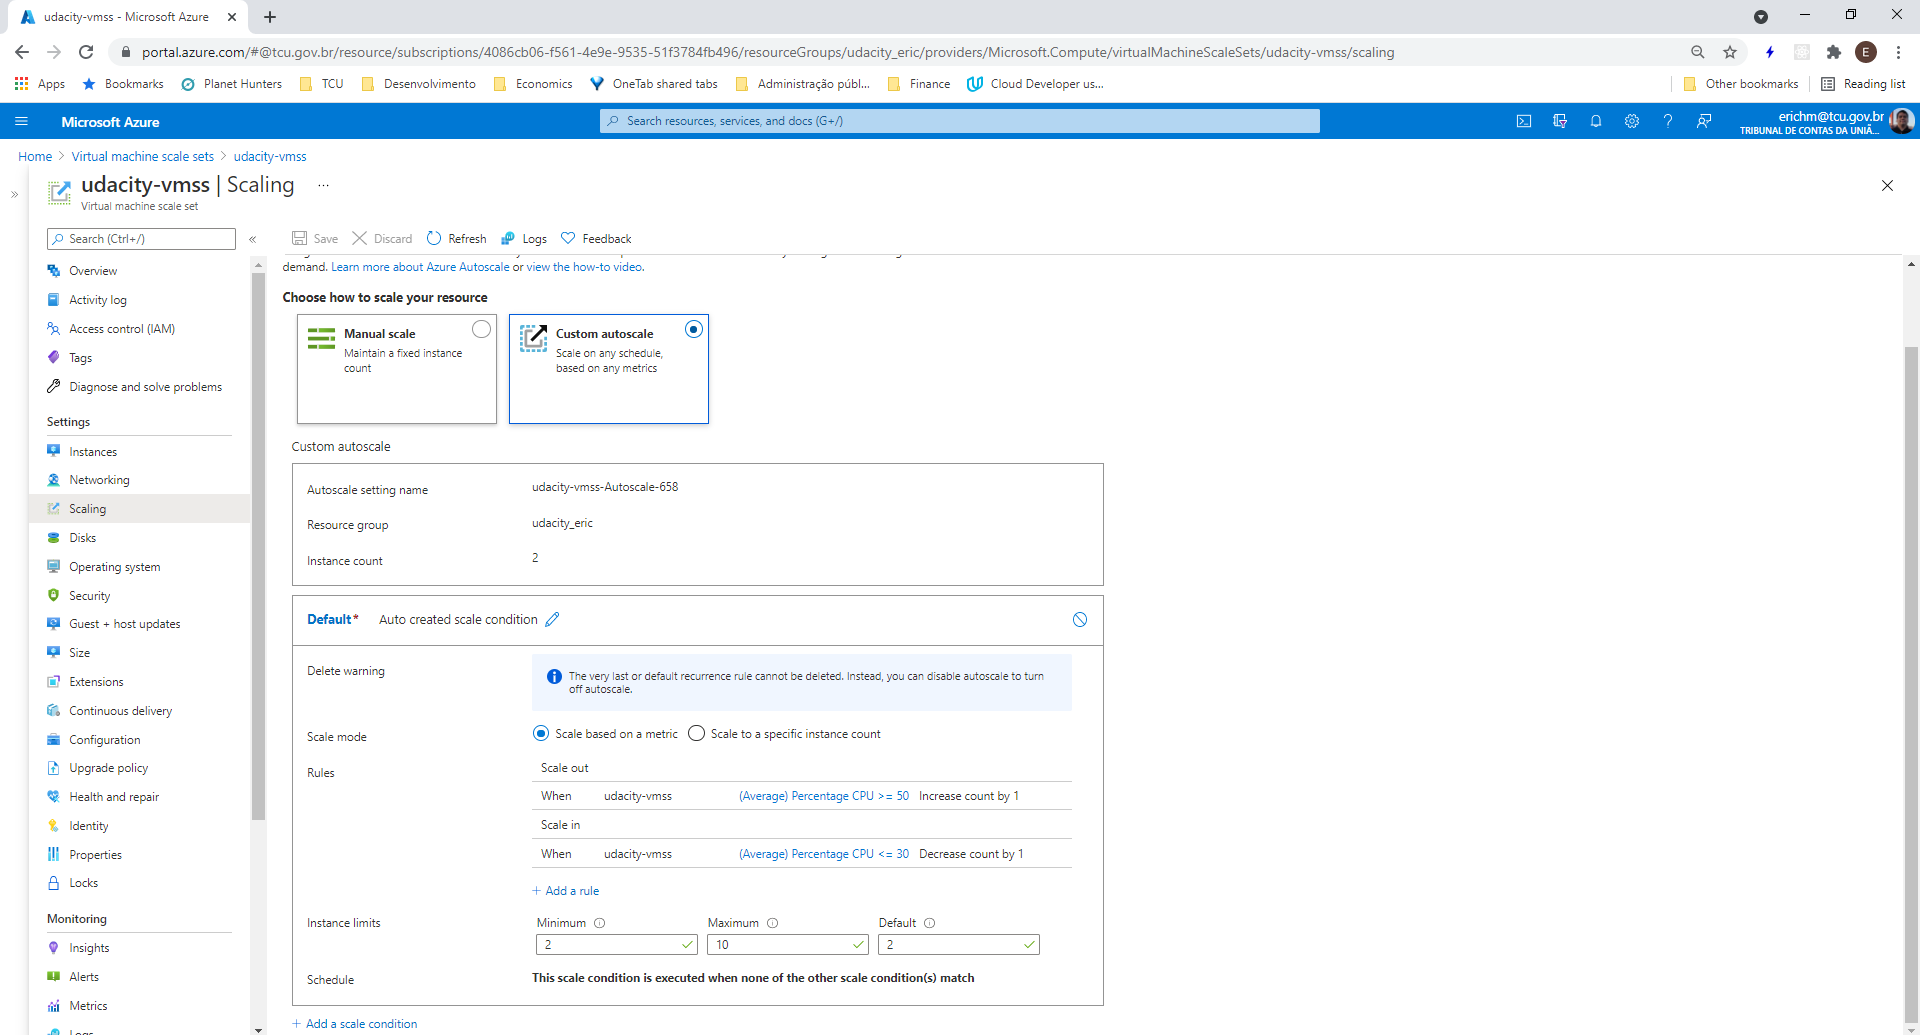 udacity-vmss - Microsoft Azure
portal.azure.com/#@tcu.gov.br/resource/subscriptions/4086cb06-f561-4e9e-9535-51f3784fb496/resourceGroups/udacity_eric/providers/Microsoft.Compute/virtualMachineScaleSets/udacity-vmss/scaling
E
Apps
Bookmarks
Planet Hunters
TCU
Desenvolvimento
Economics
OneTab shared tabs
Administração públ...
Finance
Cloud Developer us...
Other bookmarks
Reading list
Microsoft Azure
Search resources, services, and docs (G+/)
erichm@tcu.gov.br
TRIBUNAL DE CONTAS DA UNIÃ...
Home > Virtual machine scale sets > udacity-vmss
udacity-vmss | Scaling ...
Virtual machine scale set
Search (Ctrl+/)
Save
Discard
Refresh
Logs
Feedback
Overview
Activity log
Access control (IAM)
Tags
Diagnose and solve problems
Settings
Instances
Networking
Scaling
Disks
Operating system
Security
Guest + host updates
Size
Extensions
Continuous delivery
Configuration
Upgrade policy
Health and repair
Identity
Properties
Locks
Monitoring
Insights
Alerts
Metrics
Logs
demand. Learn more about Azure Autoscale or view the how-to video.
Choose how to scale your resource
Manual scale
Maintain a fixed instance
count
Custom autoscale
Scale on any schedule,
based on any metrics
Custom autoscale
Autoscale setting name
udacity-vmss-Autoscale-658
Resource group
udacity_eric
Instance count
2
Default* Auto created scale condition
Delete warning
The very last or default recurrence rule cannot be deleted. Instead, you can disable autoscale to turn
off autoscale.
Scale mode
Scale based on a metric
Scale to a specific instance count
Rules
Scale out
When udacity-vmss (Average) Percentage CPU >= 50 Increase count by 1
Scale in
When udacity-vmss (Average) Percentage CPU <= 30 Decrease count by 1
+ Add a rule
Instance limits
Minimum
Maximum
Default
2
10
2
Schedule
This scale condition is executed when none of the other scale condition(s) match
+ Add a scale condition